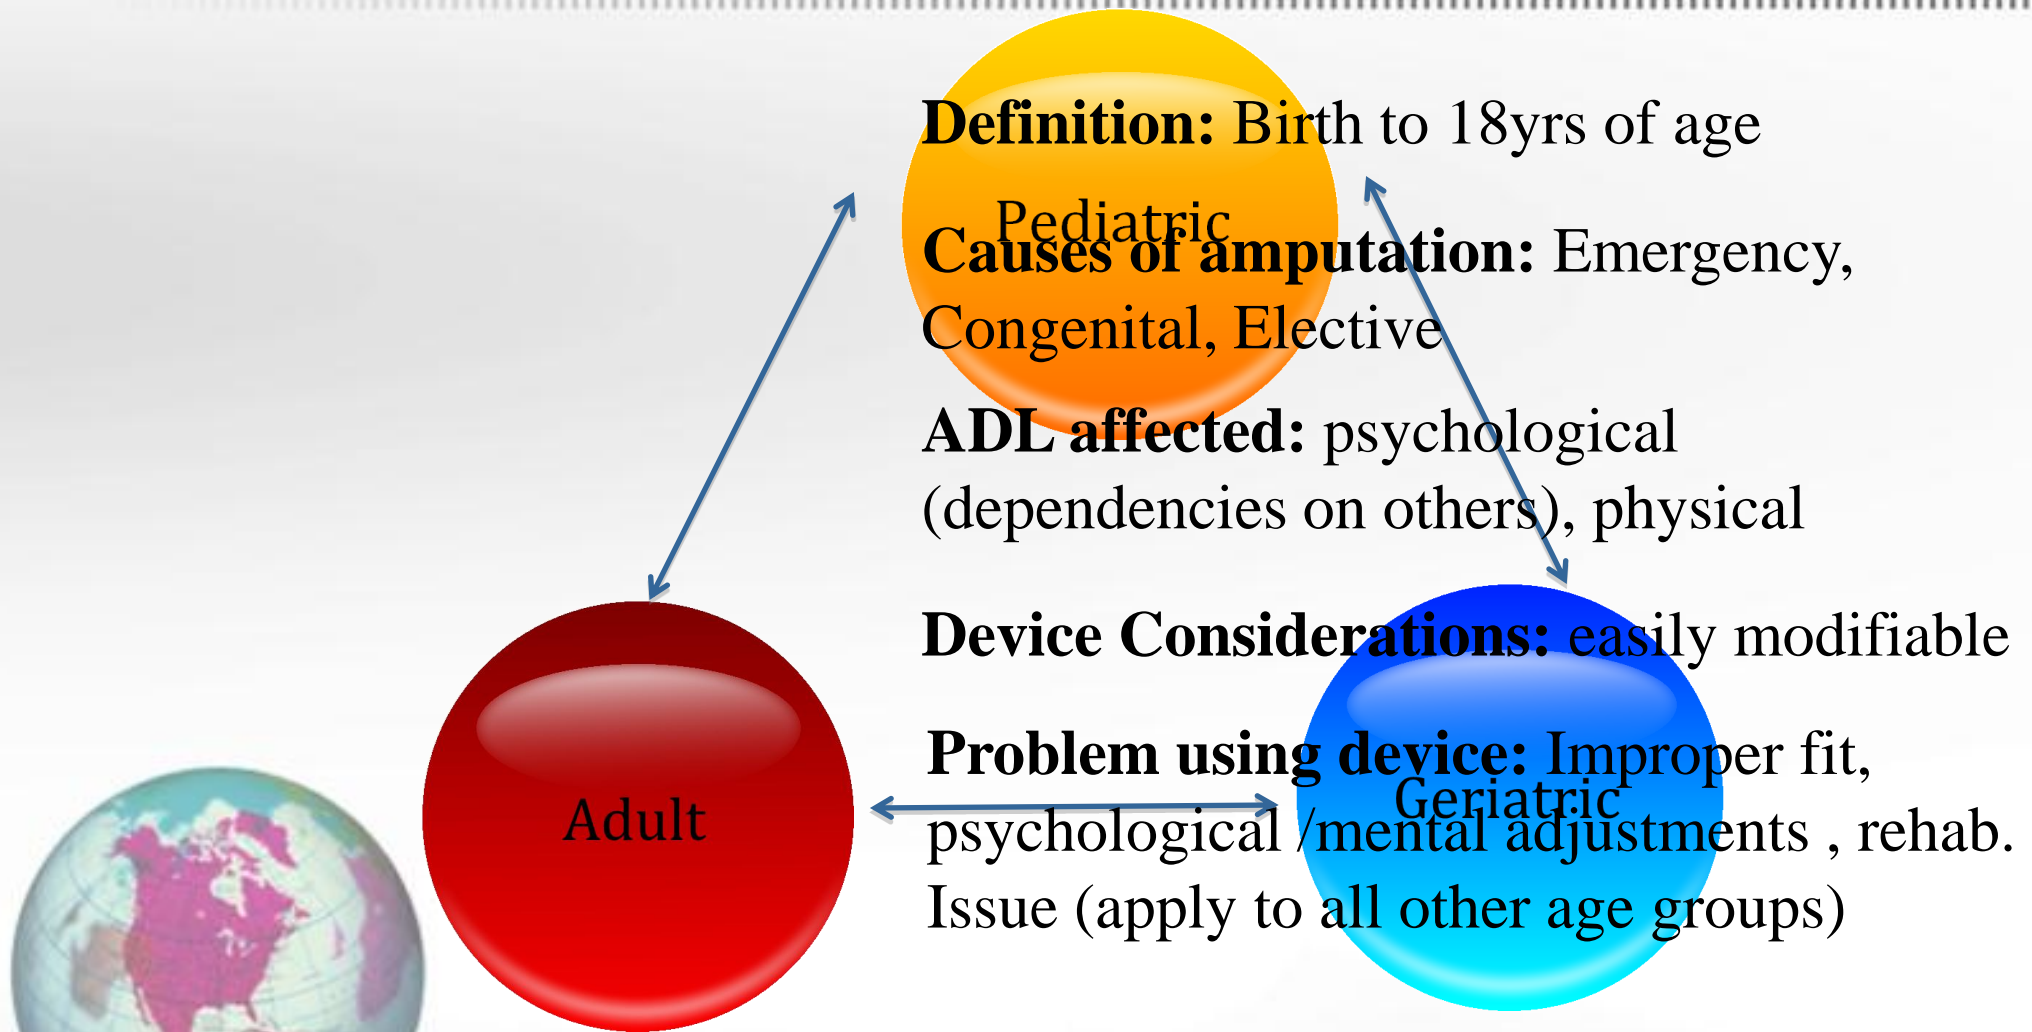 Definition: Birth to 18yrs of age
Pediatric
Causes of amputation: Emergency,
Congenital, Elective
ADL affected: psychological
(dependencies on others), physical
Device Considerations: easily modifiable
Problem using device: Improper fit,
Geriatric
Adult
psychological /mental adjustments , rehab.
Issue (apply to all other age groups)